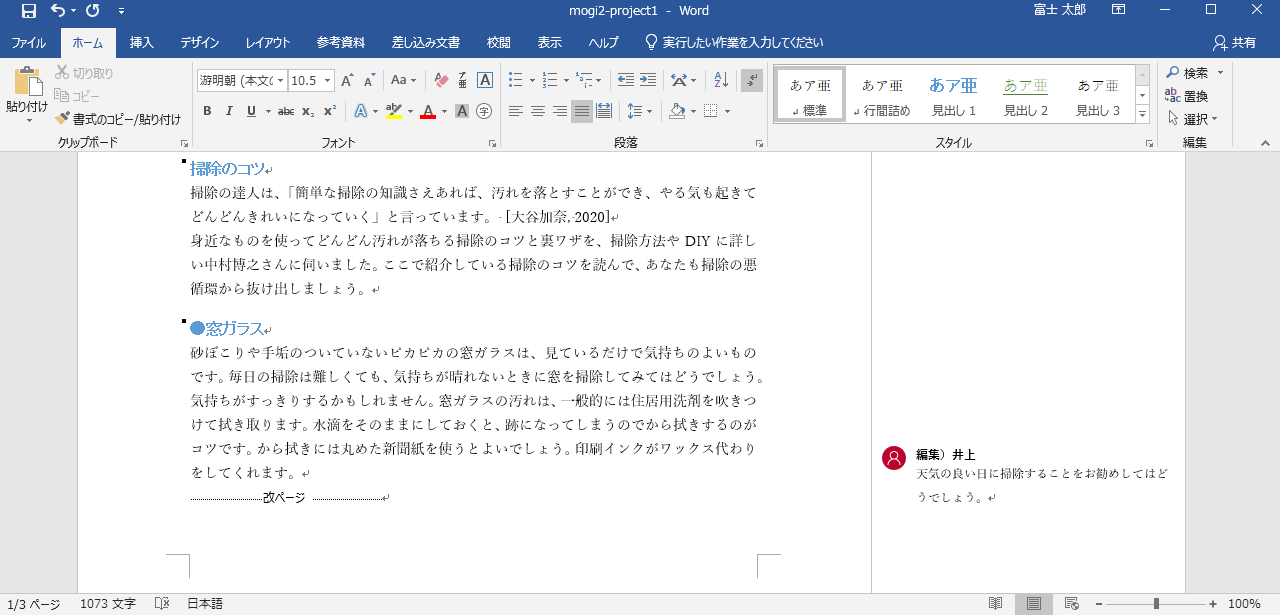 mogi2-project1 - Word
富士 太郎
ファイル ホーム 挿入 デザイン レイアウト 参考資料 差し込み文書 校閲 表示 ヘルプ 実行したい作業を入力してください 共有
貼り付け
切り取り
コピー
書式のコピー/貼り付け
クリップボード
游明朝 (本文の 10.5
Aa
B I U abc x₂ x²
フォント
段落
あア亜 あア亜 あア亜 あア亜 あア亜
標準 行間詰め 見出し 1 見出し 2 見出し 3
スタイル
検索
置換
選択
編集
掃除のコツ
掃除の達人は、「簡単な掃除の知識さえあれば、汚れを落とすことができ、やる気も起きて
どんどんきれいになっていく」と言っています。 [大谷加奈, 2020]
身近なものを使ってどんどん汚れが落ちる掃除のコツと裏ワザを、掃除方法や DIY に詳し
い中村博之さんに伺いました。ここで紹介している掃除のコツを読んで、あなたも掃除の悪
循環から抜け出しましょう。
●窓ガラス
砂ぼこりや手垢のついていないピカピカの窓ガラスは、見ているだけで気持ちのよいもの
です。毎日の掃除は難しくても、気持ちが晴れないときに窓を掃除してみてはどうでしょう。
気持ちがすっきりするかもしれません。窓ガラスの汚れは、一般的には住居用洗剤を吹きつ
けて拭き取ります。水滴をそのままにしておくと、跡になってしまうのでから拭きするのが
コツです。から拭きには丸めた新聞紙を使うとよいでしょう。印刷インクがワックス代わり
をしてくれます。
改ページ
編集）井上
天気の良い日に掃除することをお勧めしてはど
うでしょう。
1/3 ページ 1073 文字 日本語 100%